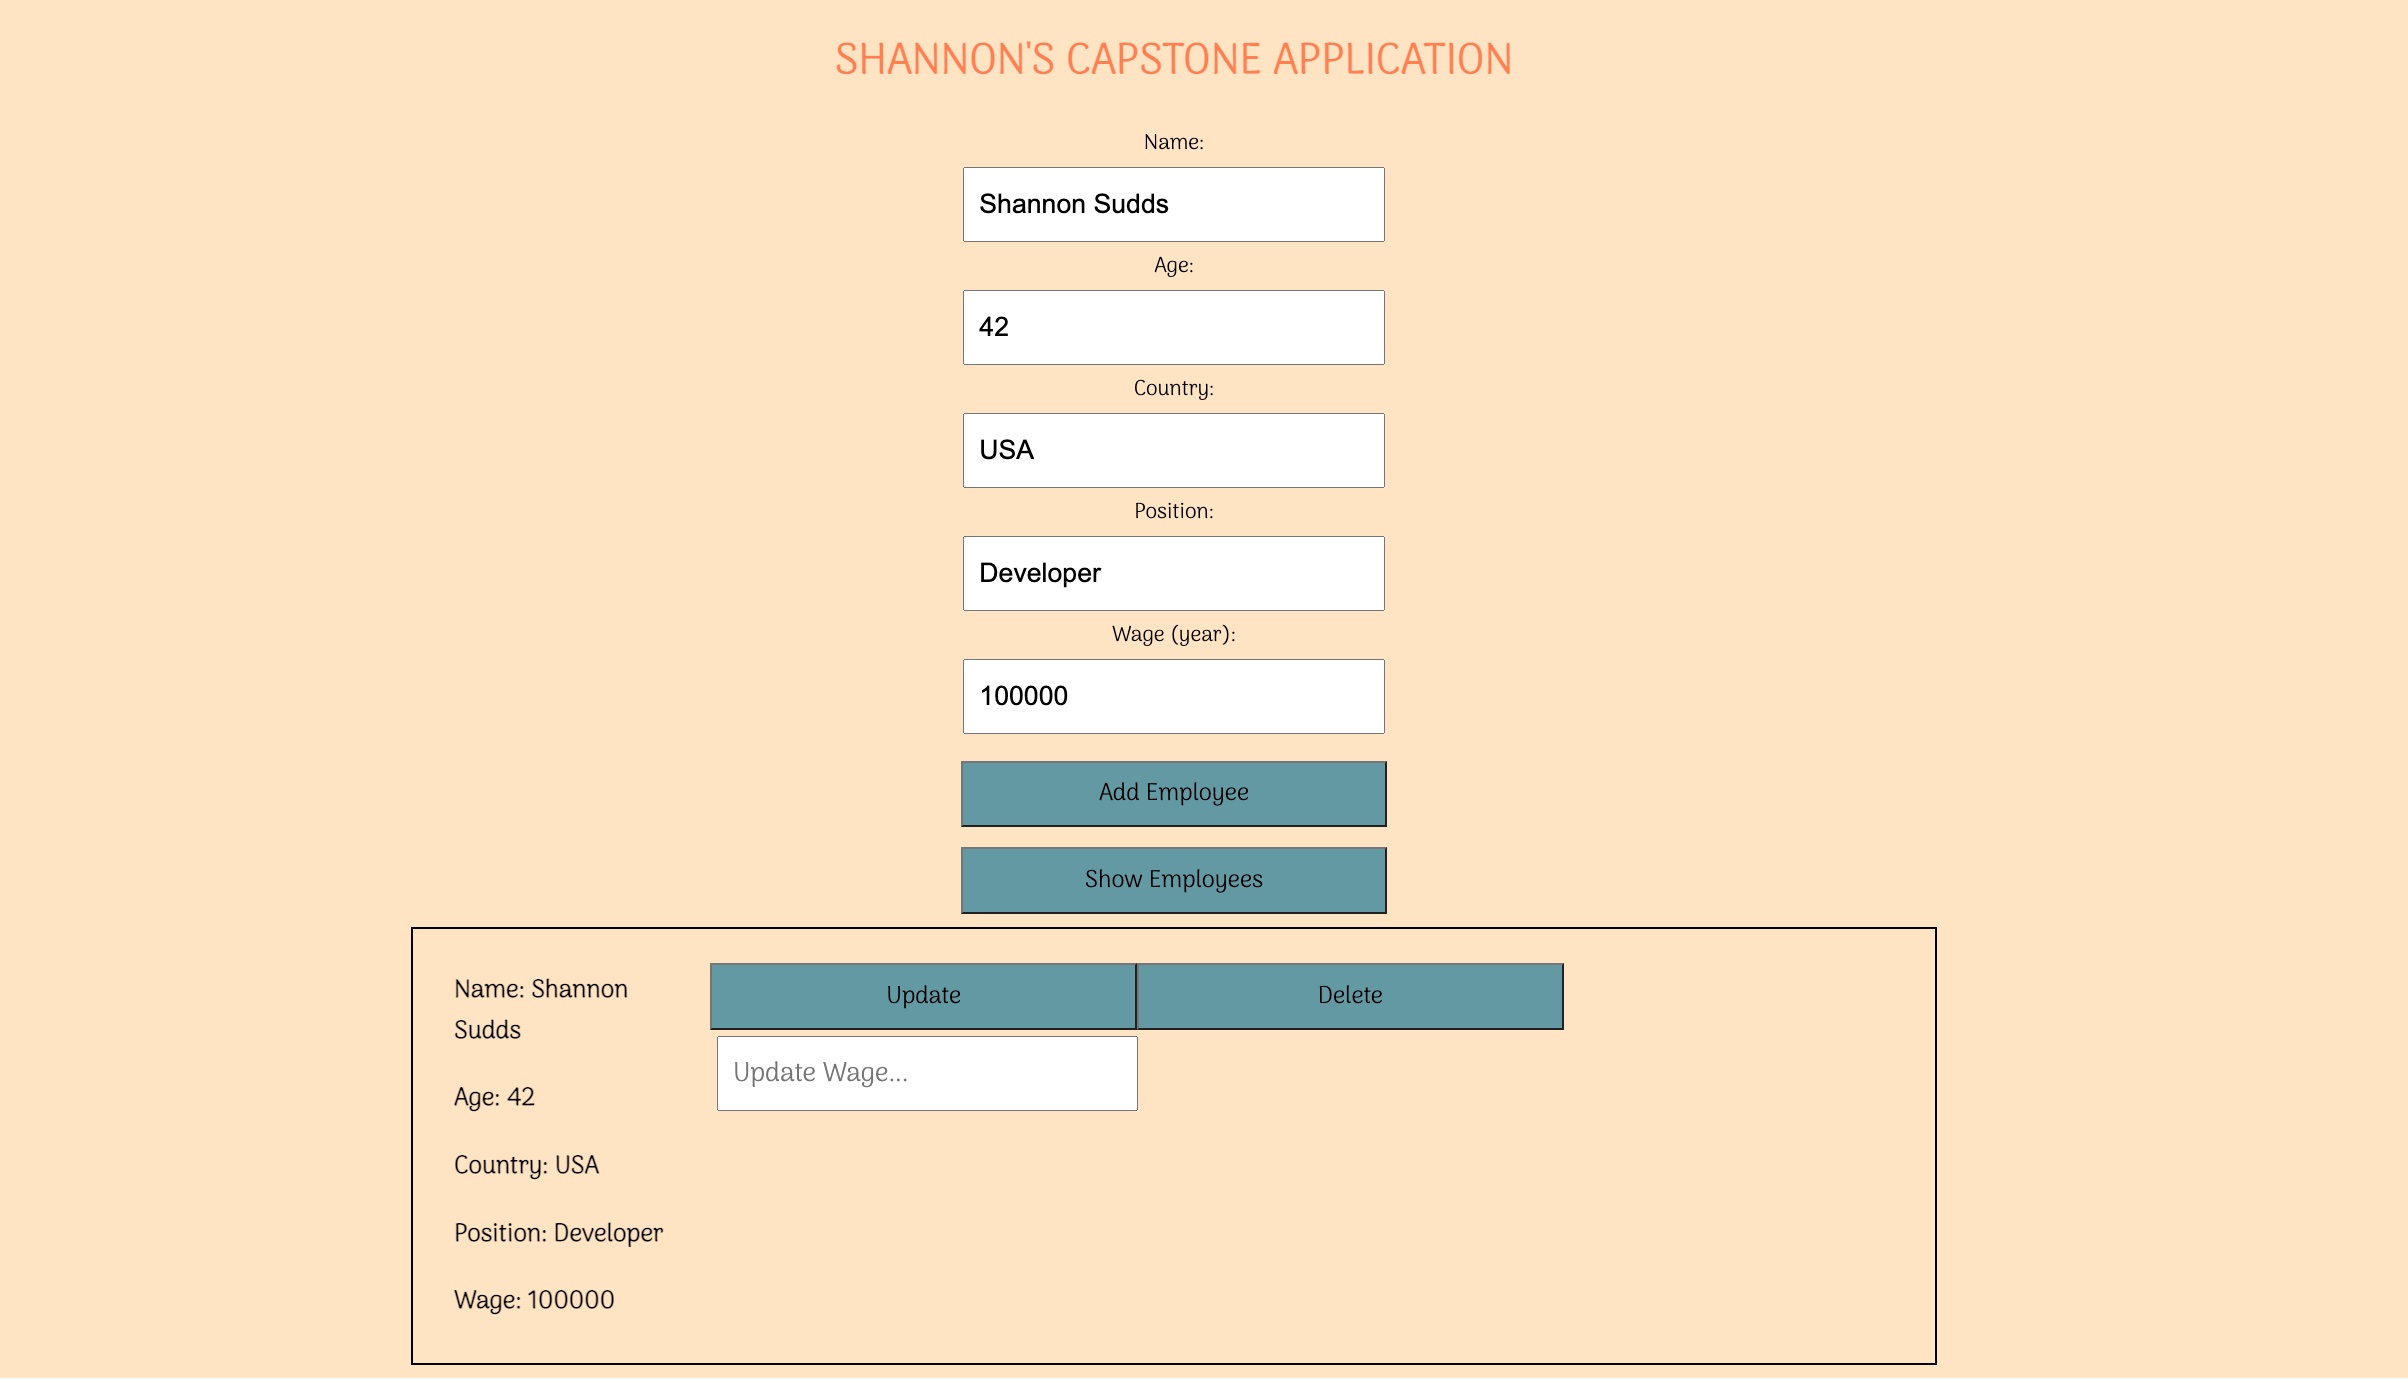 SHANNON'S CAPSTONE APPLICATION
Name:
Shannon Sudds
Age:
42
Country:
USA
Position:
Developer
Wage (year):
100000
Add Employee
Show Employees
Name: Shannon
Sudds
Age: 42
Country: USA
Position: Developer
Wage: 100000
Update
Delete
Update Wage...